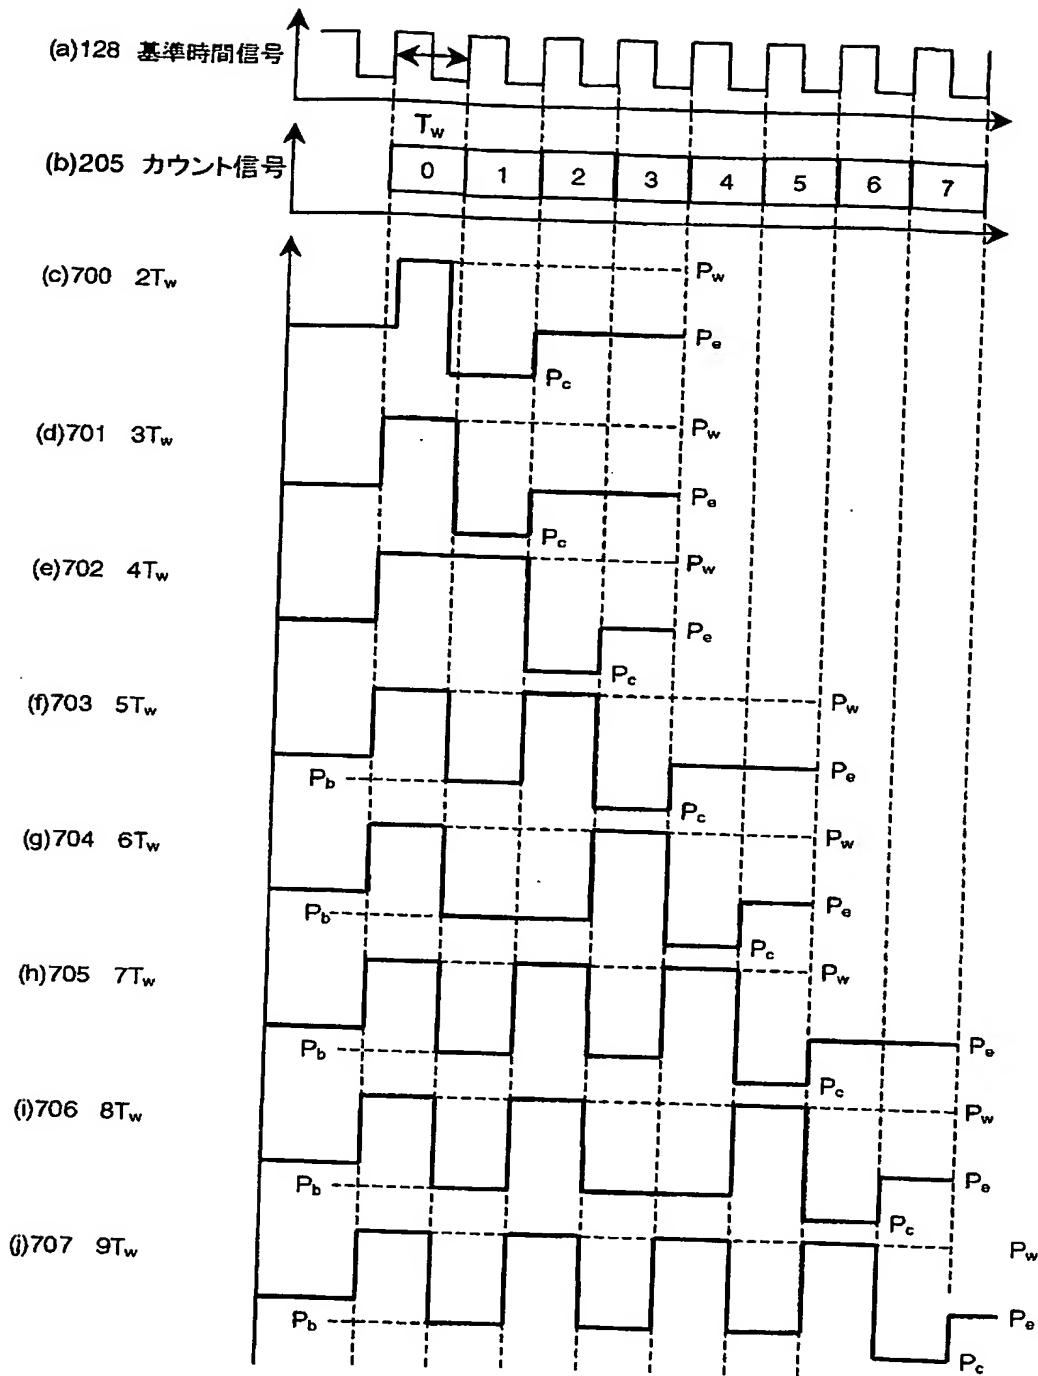 (a)128 基準時間信号
Tw
(b)205 カウント信号
0 1 2 3 4 5 6 7
(c)700 2Tw
Pw
Pe
Pc
(d)701 3Tw
Pw
Pe
Pc
(e)702 4Tw
Pw
Pe
Pc
(f)703 5Tw
Pw
Pb
Pe
Pc
(g)704 6Tw
Pw
Pb
Pe
Pc
(h)705 7Tw
Pw
Pb
Pe
Pc
(i)706 8Tw
Pw
Pb
Pe
Pc
(j)707 9Tw
Pw
Pb
Pe
Pc